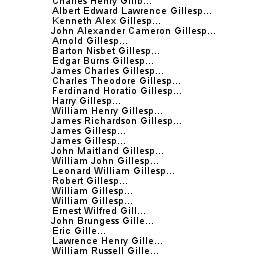 Charles Henry Gillb...
Albert Edward Lawrence Gillesp...
Kenneth Alex Gillesp...
John Alexander Cameron Gillesp...
Arnold Gillesp...
Barton Nisbet Gillesp...
Edgar Burns Gillesp...
James Charles Gillesp...
Charles Theodore Gillesp...
Ferdinand Horatio Gillesp...
Harry Gillesp...
William Henry Gillesp...
James Richardson Gillesp...
James Gillesp...
James Gillesp...
John Maitland Gillesp...
William John Gillesp...
Leonard William Gillesp...
Robert Gillesp...
William Gillesp...
William Gillesp...
Ernest Wilfred Gill...
John Brungess Gille...
Eric Gille...
Lawrence Henry Gille...
William Russell Gille...